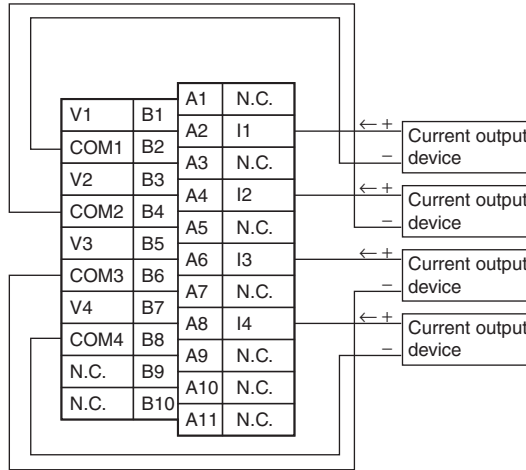 A1 N.C.
V1 B1
A2 I1
COM1 B2
A3 N.C.
V2 B3
A4 I2
COM2 B4
A5 N.C.
V3 B5
A6 I3
COM3 B6
A7 N.C.
V4 B7
A8 I4
COM4 B8
A9 N.C.
N.C. B9
A10 N.C.
N.C. B10
A11 N.C.
←+
−
Current output
device
←+
−
Current output
device
←+
−
Current output
device
←+
−
Current output
device